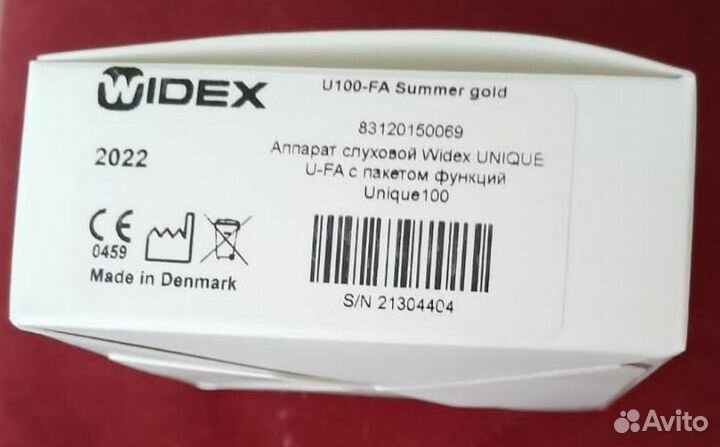 WIDEX
2022
CE
0459
Made in Denmark
U100-FA Summer gold
83120150069
Аппарат слуховой Widex UNIQUE
U-FA с пакетом функций
Unique100
S/N 21304404
Avito